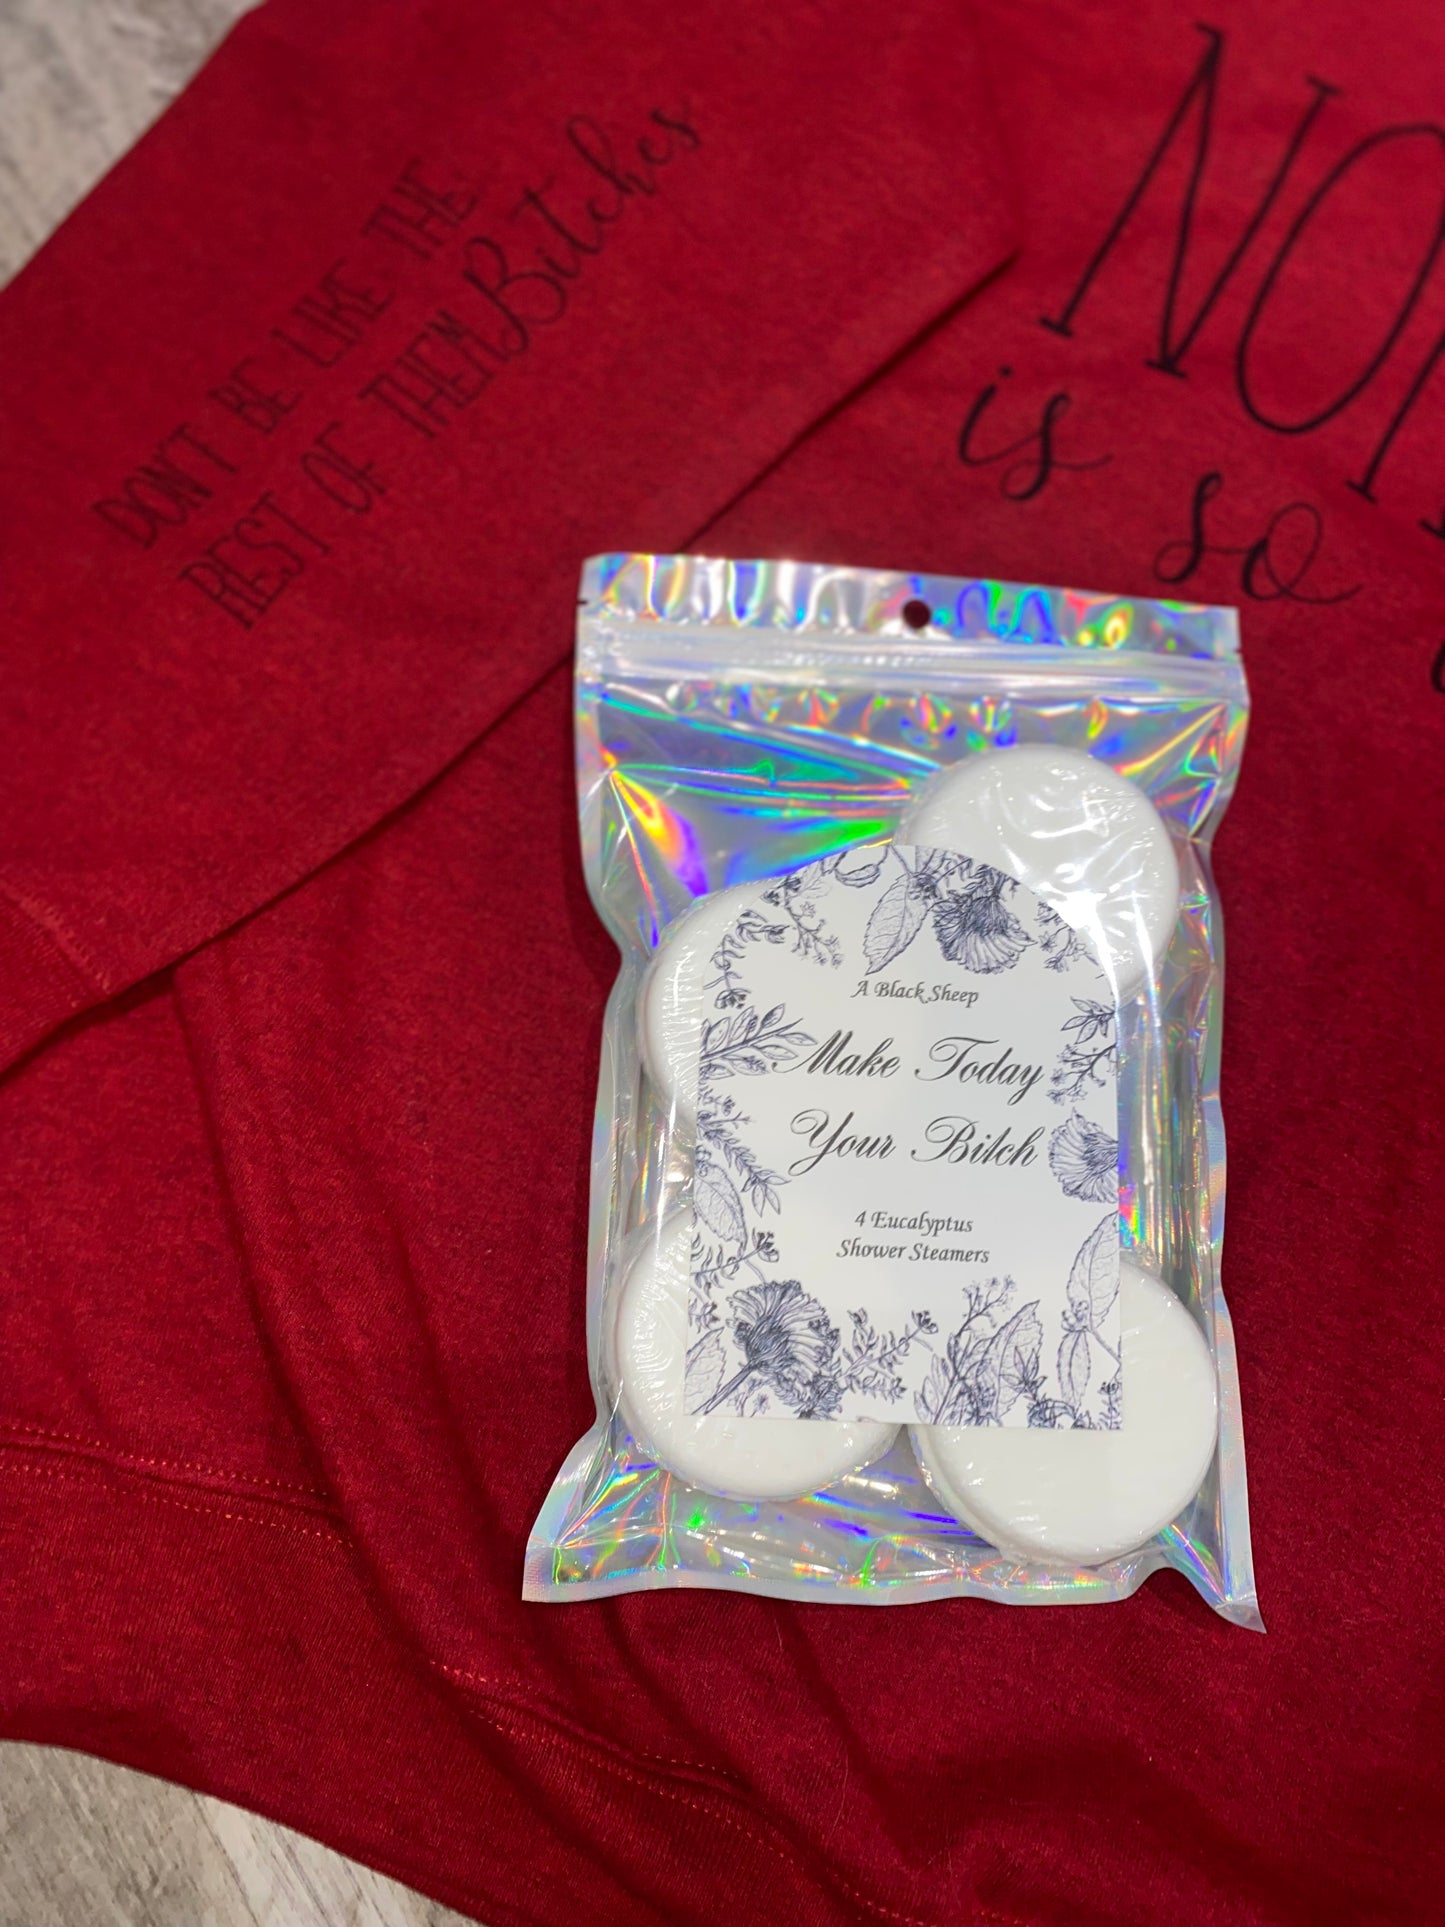 DON'T BE LIKE THE
REST OF THEM Bitches
is so
A Black Sheep
Make Today
Your Bitch
4 Eucalyptus
Shower Steamers